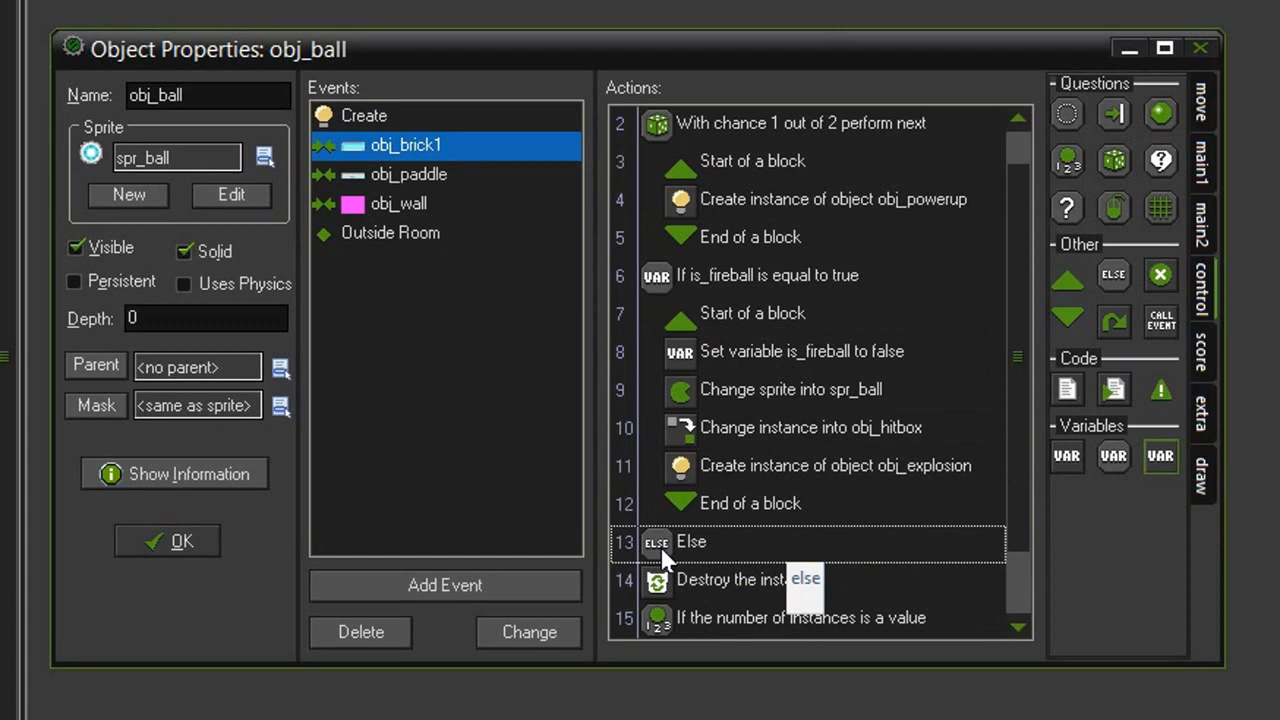 Object Properties: obj_ball
Name: obj_ball
Sprite
spr_ball
New Edit
Visible Solid
Persistent Uses Physics
Depth: 0
Parent <no parent>
Mask <same as sprite>
Show Information
OK
Events:
Create
obj_brick1
obj_paddle
obj_wall
Outside Room
Add Event
Delete Change
Actions:
2 With chance 1 out of 2 perform next
3 Start of a block
4 Create instance of object obj_powerup
5 End of a block
6 VAR If is_fireball is equal to true
7 Start of a block
8 VAR Set variable is_fireball to false
9 Change sprite into spr_ball
10 Change instance into obj_hitbox
11 Create instance of object obj_explosion
12 End of a block
13 ELSE Else
14 Destroy the
else
15 1 2 3 If the number of instances is a value
Questions
1 2 3 ?
?
Other
ELSE
CALL EVENT
Code
Variables
VAR VAR VAR
move
main1
main2
control
score
extra
draw